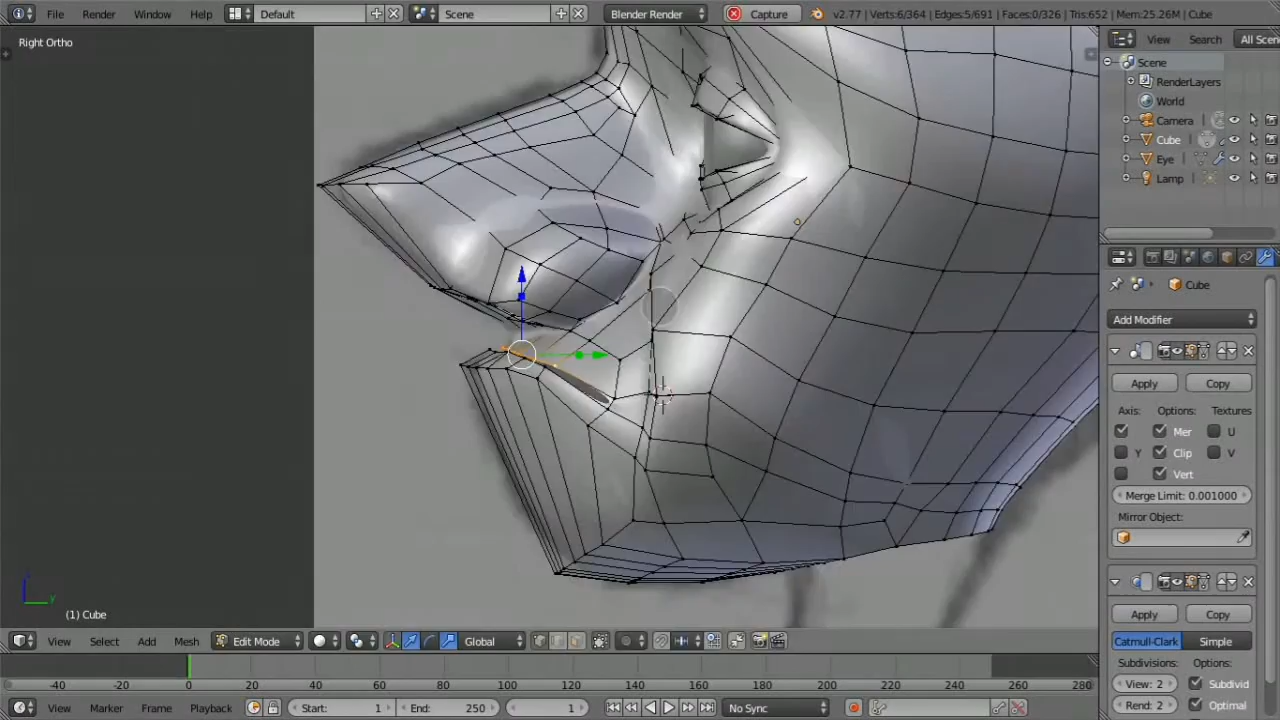 File Render Window Help Default Scene Blender Render Capture v2.77 | Verts:6/364 | Edges:5/691 | Faces:0/326 | Tris:652 | Mem:25.26M | Cube
Right Ortho
View Search All Scen
Scene
RenderLayers
World
Camera
Cube
Eye
Lamp
Cube
Add Modifier
Apply Copy
Axis: Options: Textures
Mer U
Y Clip V
Vert
Merge Limit: 0.001000
Mirror Object:
Apply Copy
Catmull-Clark Simple
Subdivisions: Options:
View: 2 Subdivid
Rend: 2 Optimal
y
(1) Cube
View Select Add Mesh Edit Mode Global
-40 -20 0 20 40 60 80 100 120 140 160 180 200 220 240 260 280
View Marker Frame Playback Start: 1 End: 250 1 No Sync